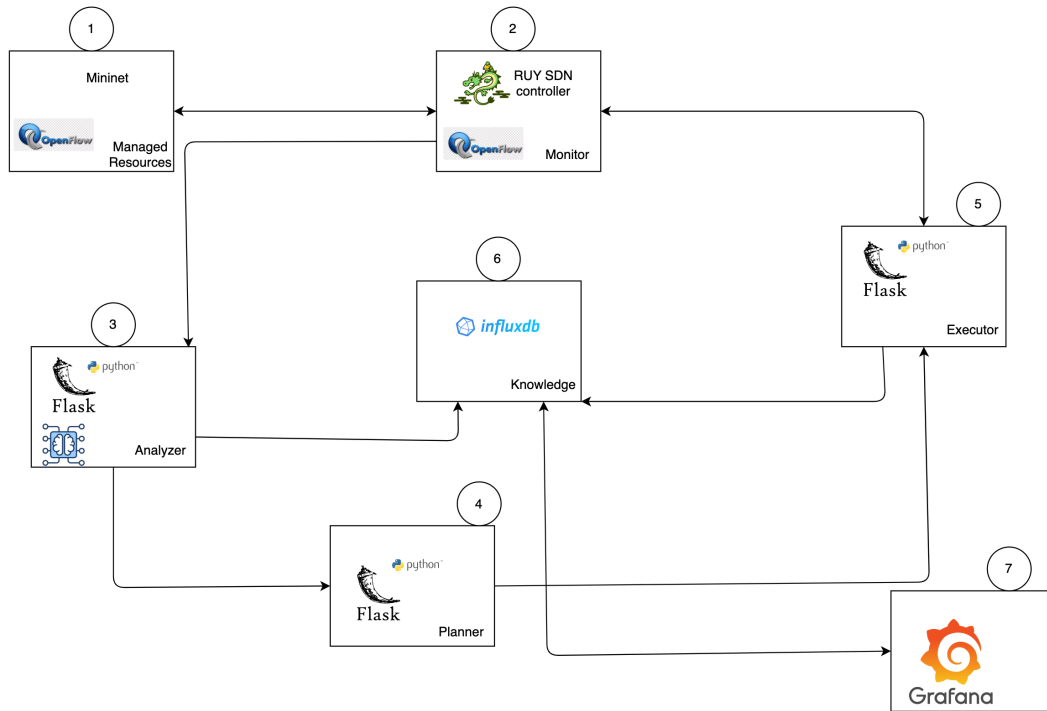 1
Mininet
OpenFlow
Managed
Resources
2
RUY SDN
controller
OpenFlow
Monitor
5
python
Flask
Executor
6
influxdb
Knowledge
3
python
Flask
Analyzer
4
python
Flask
Planner
7
Grafana